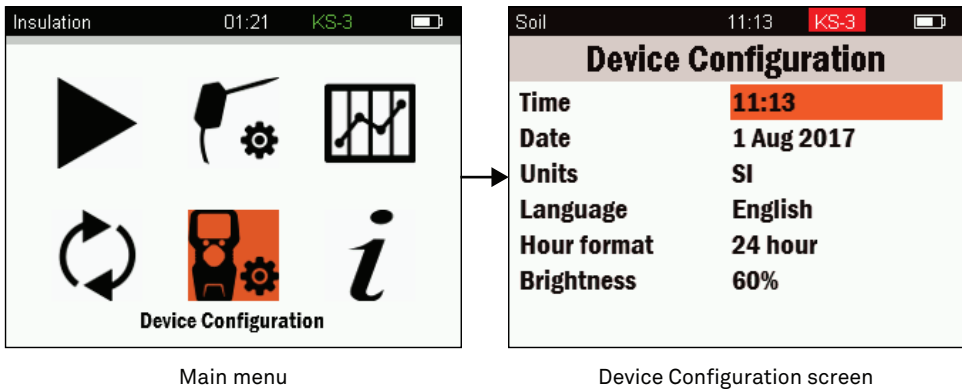 Insulation 01:21 KS-3
Device Configuration
Main menu
Soil 11:13 KS-3
Device Configuration
Time 11:13
Date 1 Aug 2017
Units SI
Language English
Hour format 24 hour
Brightness 60%
Device Configuration screen